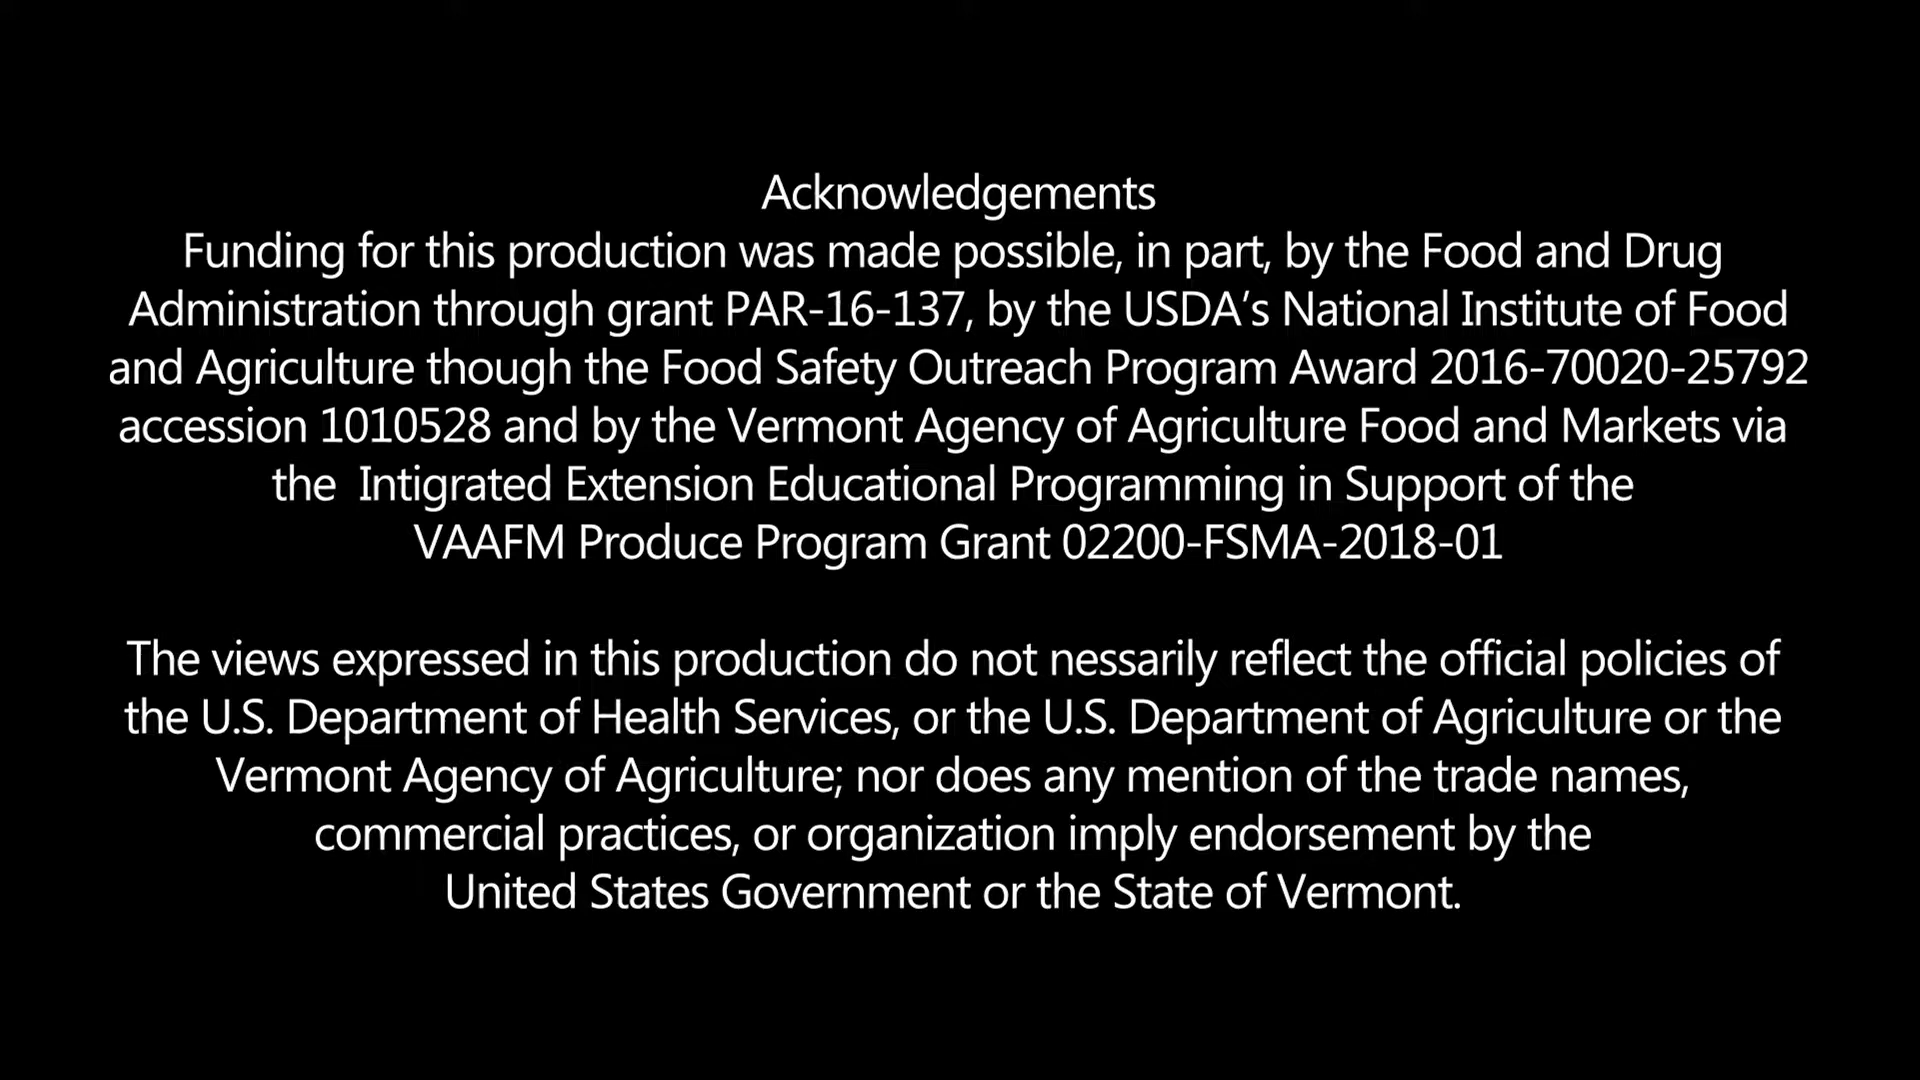 Acknowledgements
Funding for this production was made possible, in part, by the Food and Drug
Administration through grant PAR-16-137, by the USDA’s National Institute of Food
and Agriculture though the Food Safety Outreach Program Award 2016-70020-25792
accession 1010528 and by the Vermont Agency of Agriculture Food and Markets via
the  Intigrated Extension Educational Programming in Support of the
VAAFM Produce Program Grant 02200-FSMA-2018-01
The views expressed in this production do not nessarily reflect the official policies of
the U.S. Department of Health Services, or the U.S. Department of Agriculture or the
Vermont Agency of Agriculture; nor does any mention of the trade names,
commercial practices, or organization imply endorsement by the
United States Government or the State of Vermont.